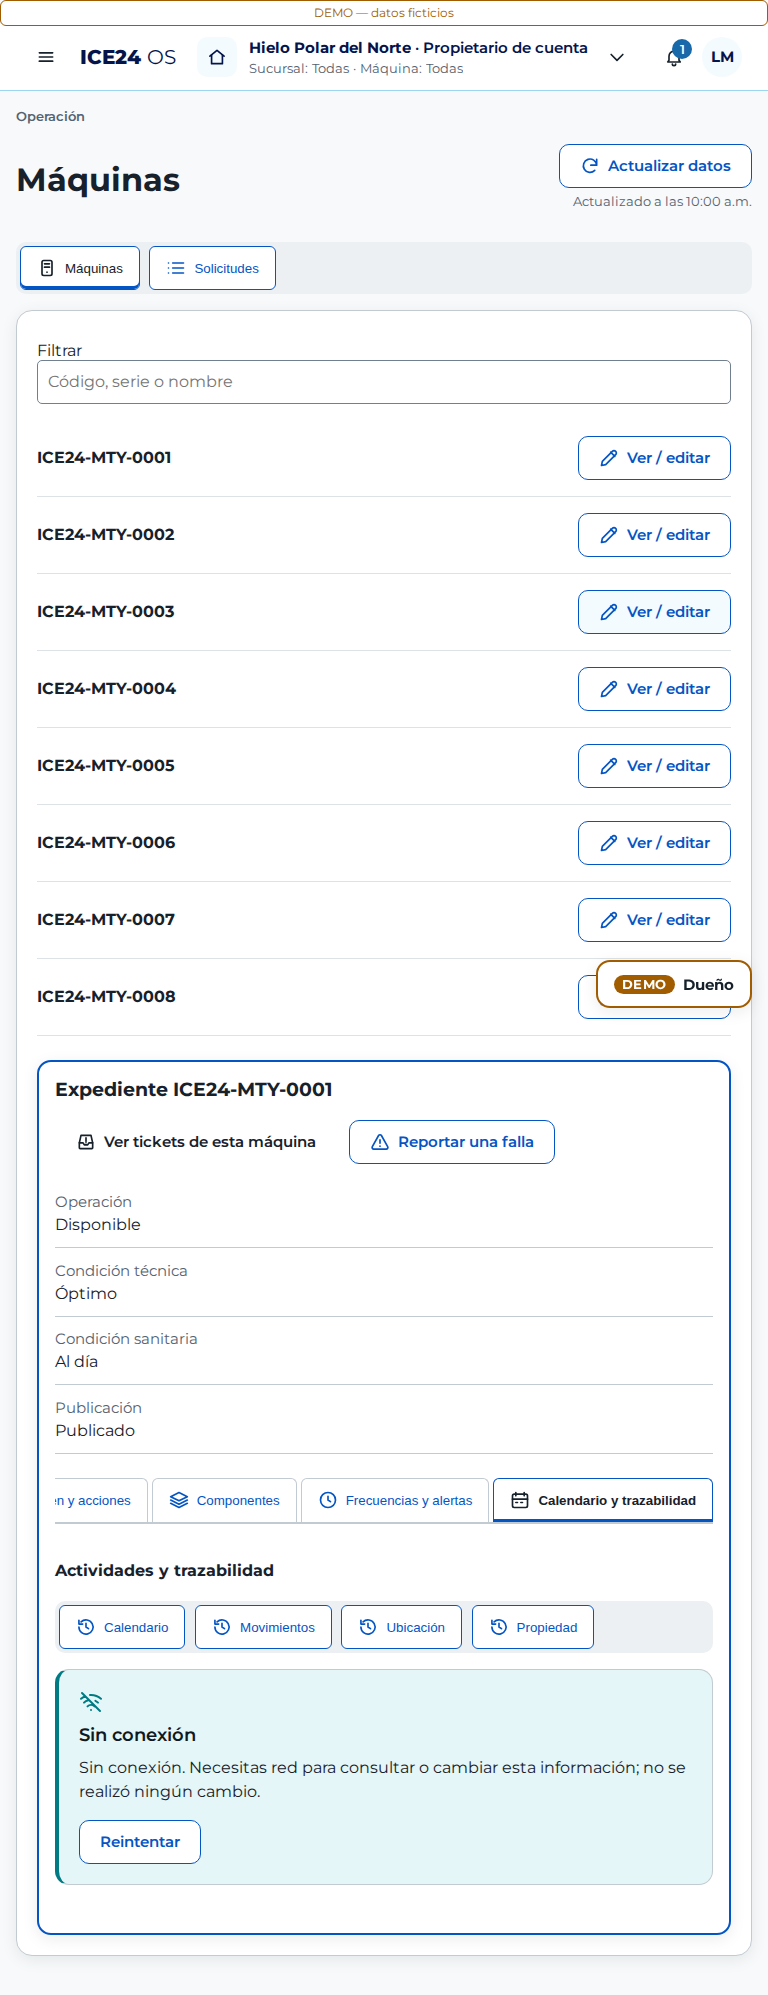 DEMO — datos ficticios
ICE24 OS
Hielo Polar del Norte · Propietario de cuenta
Sucursal: Todas · Máquina: Todas
1
LM
Operación
Máquinas
Actualizar datos
Actualizado a las 10:00 a.m.
Máquinas
Solicitudes
Filtrar
Código, serie o nombre
ICE24-MTY-0001
Ver / editar
ICE24-MTY-0002
Ver / editar
ICE24-MTY-0003
Ver / editar
ICE24-MTY-0004
Ver / editar
ICE24-MTY-0005
Ver / editar
ICE24-MTY-0006
Ver / editar
ICE24-MTY-0007
Ver / editar
ICE24-MTY-0008
DEMO Dueño
Expediente ICE24-MTY-0001
Ver tickets de esta máquina
Reportar una falla
Operación
Disponible
Condición técnica
Óptimo
Condición sanitaria
Al día
Publicación
Publicado
y acciones
Componentes
Frecuencias y alertas
Calendario y trazabilidad
Actividades y trazabilidad
Calendario
Movimientos
Ubicación
Propiedad
Sin conexión
Sin conexión. Necesitas red para consultar o cambiar esta información; no se
realizó ningún cambio.
Reintentar